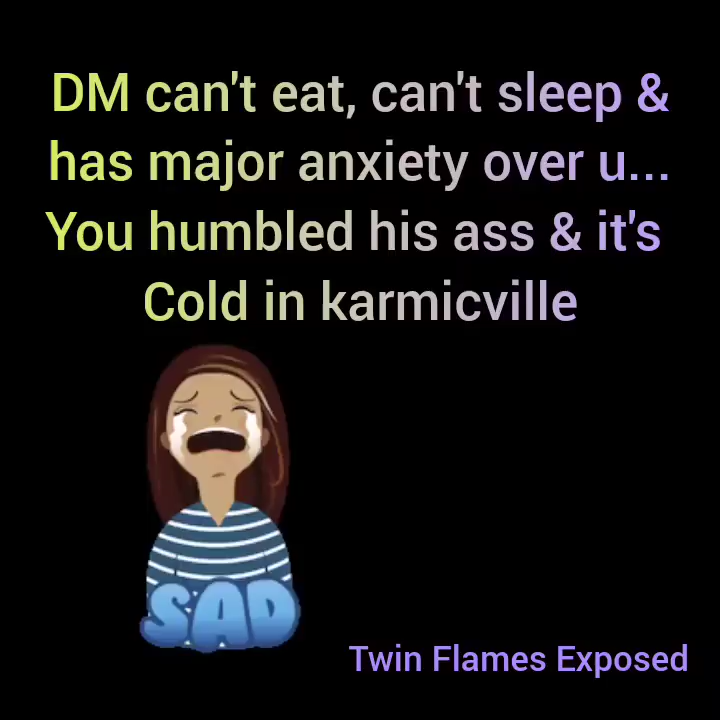 DM can't eat, can't sleep &
has major anxiety over u...
You humbled his ass & it's
Cold in karmicville
SAD
Twin Flames Exposed